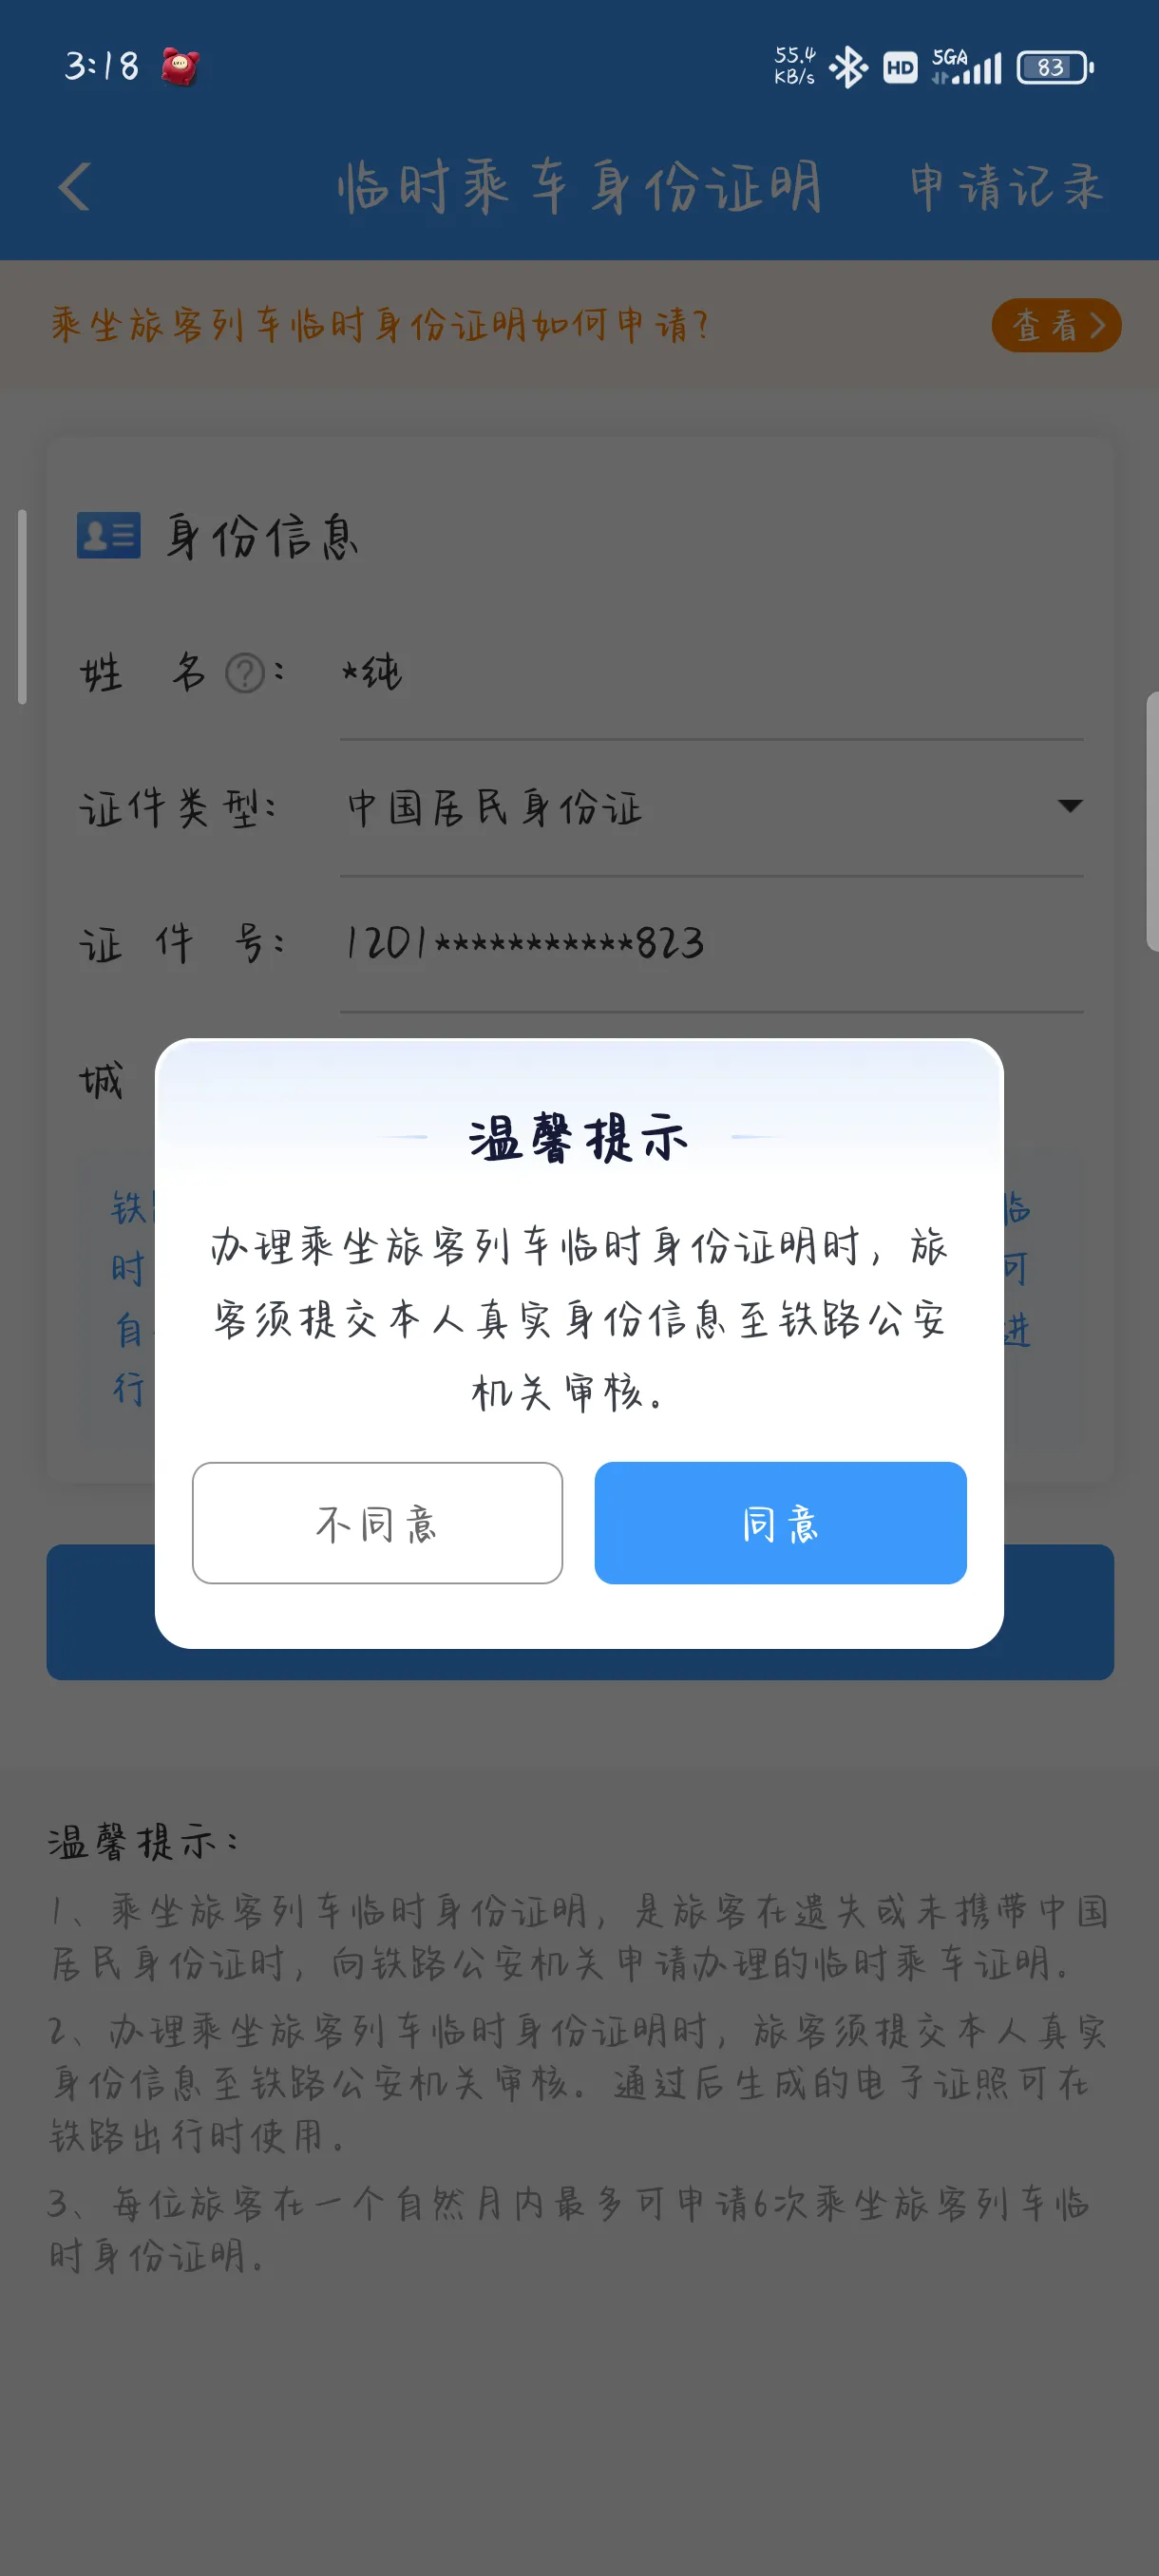 3:18
55.4
KB/s
HD
5GA
83
临时乘车身份证明
申请记录
乘坐旅客列车临时身份证明如何申请?
查看
身份信息
姓 名 ? : *纯
证件类型: 中国居民身份证
证 件 号: 1201***********823
城
铁
临
时
可
自
进
行
温馨提示
办理乘坐旅客列车临时身份证明时,旅
客须提交本人真实身份信息至铁路公安
机关审核。
不同意
同意
温馨提示:
1、乘坐旅客列车临时身份证明,是旅客在遗失或未携带中国
居民身份证时,向铁路公安机关申请办理的临时乘车证明。
2、办理乘坐旅客列车临时身份证明时,旅客须提交本人真实
身份信息至铁路公安机关审核。通过后生成的电子证照可在
铁路出行时使用。
3、每位旅客在一个自然月内最多可申请6次乘坐旅客列车临
时身份证明。